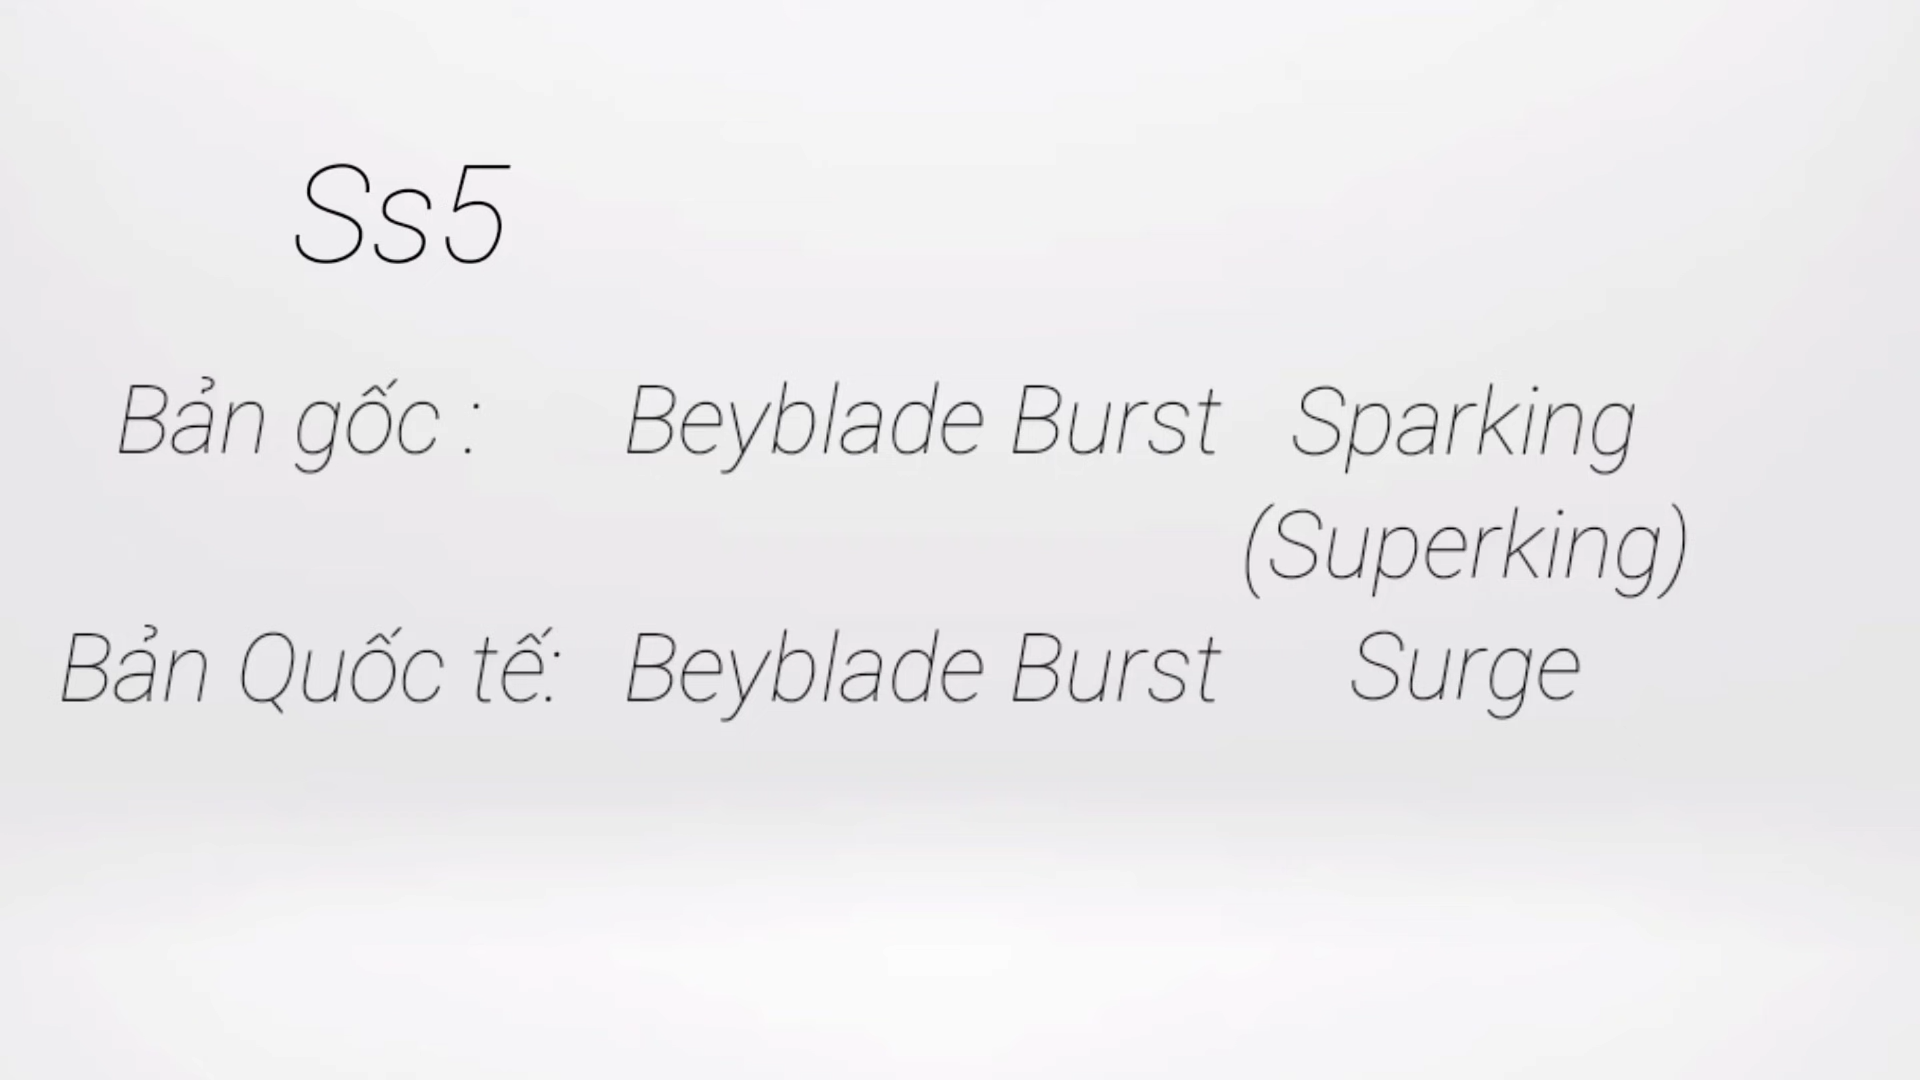 Ss5
Bản gốc : Beyblade Burst Sparking
(Superking)
Bản Quốc tế: Beyblade Burst Surge